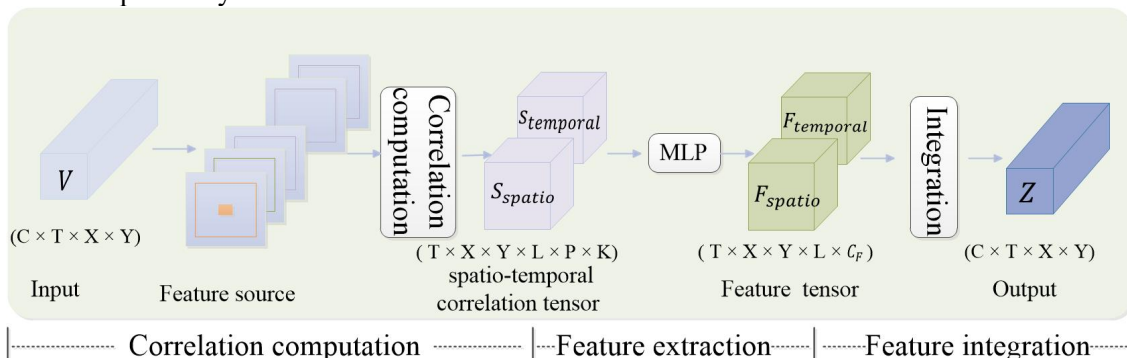 V
(C × T × X × Y)
Input
Feature source
Correlation
computation
S_temporal
S_spatio
( T × X × Y × L × P × K)
spatio-temporal
correlation tensor
MLP
F_temporal
F_spatio
( T × X × Y × L × C_F )
Feature tensor
Integration
Z
(C × T × X × Y)
Output
Correlation computation
Feature extraction
Feature integration